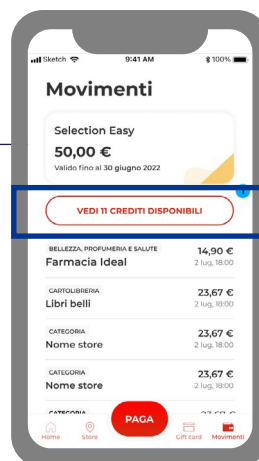 Sketch 9:41 AM 100%
Movimenti
Selection Easy
50,00 €
Valido fino al 30 giugno 2022
1
VEDI 11 CREDITI DISPONIBILI
BELLEZZA, PROFUMERIA E SALUTE 14,90 €
Farmacia Ideal 2 lug, 18:00
CARTOLIBRERIA 23,67 €
Libri belli 2 lug, 18:00
CATEGORIA 23,67 €
Nome store 2 lug, 18:00
CATEGORIA 23,67 €
Nome store 2 lug, 18:00
CATEGORIA
PAGA
Home Store Gift card Movimenti